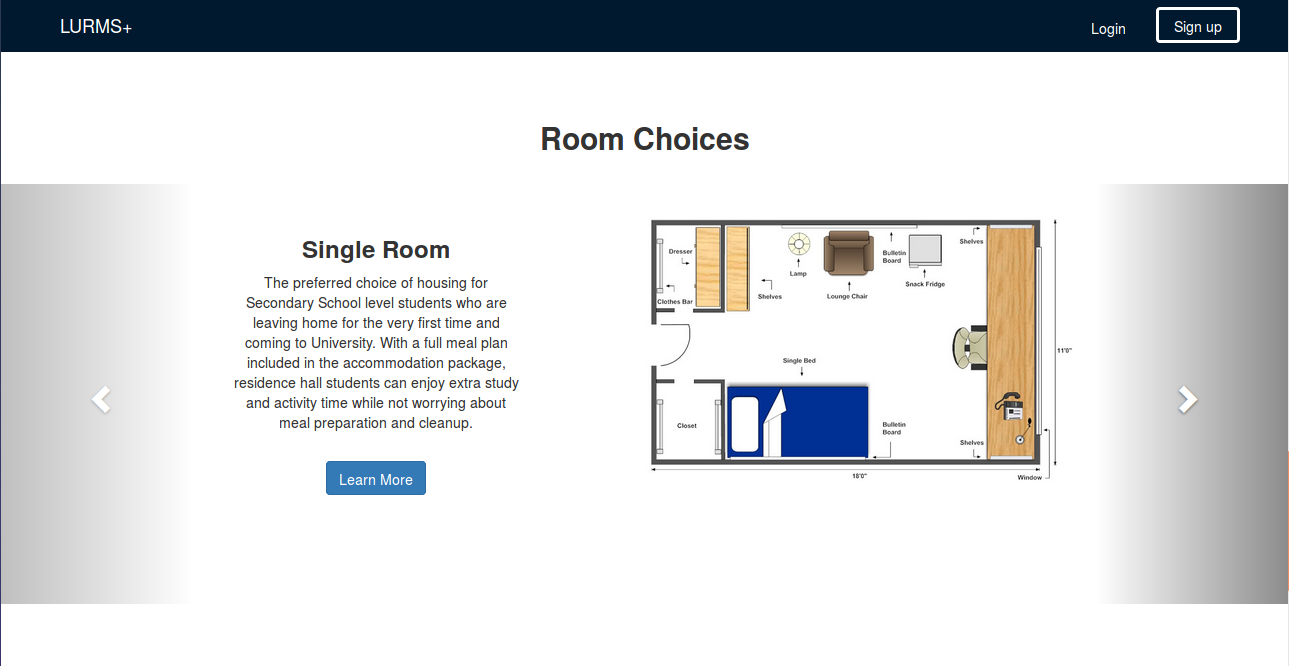 LURMS+
Login
Sign up
Room Choices
Single Room
The preferred choice of housing for
Secondary School level students who are
leaving home for the very first time and
coming to University. With a full meal plan
included in the accommodation package,
residence hall students can enjoy extra study
and activity time while not worrying about
meal preparation and cleanup.
Learn More
Dresser
Clothes Bar
Shelves
Lamp
Lounge Chair
Bulletin
Board
Snack Fridge
Shelves
11'0"
Single Bed
Closet
Bulletin
Board
Shelves
18'0"
Window